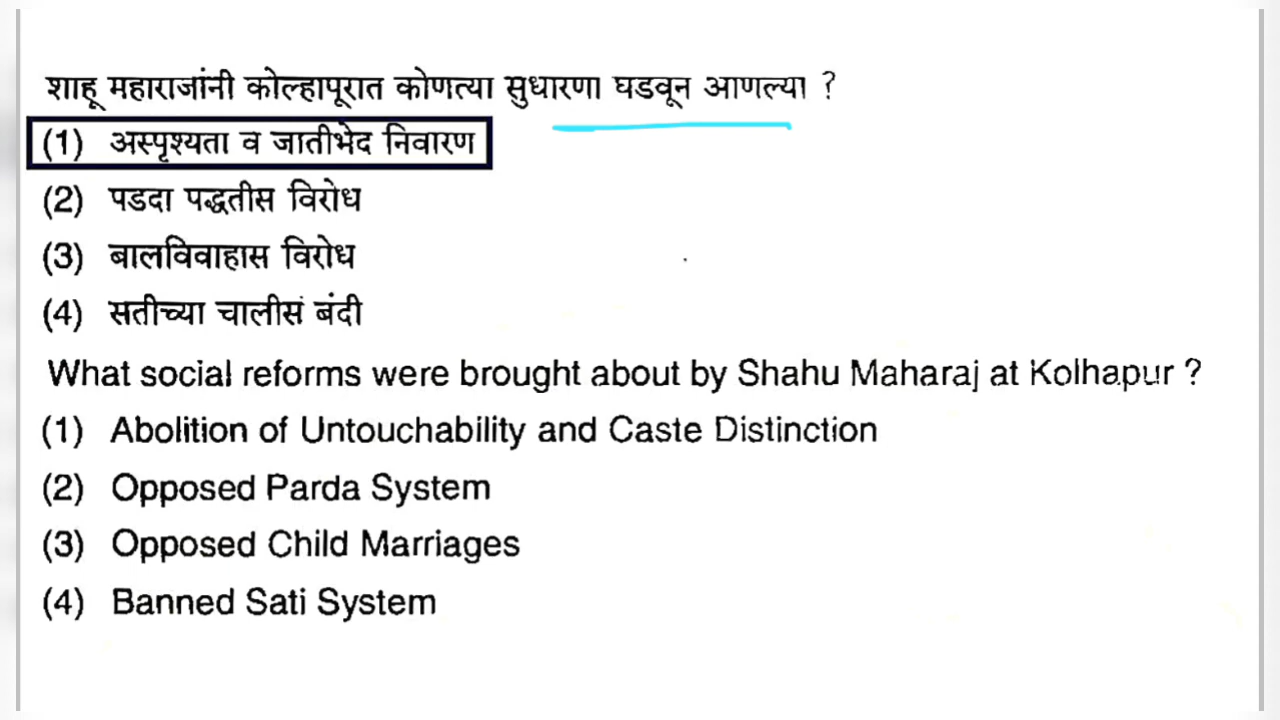 शाहू महाराजांनी कोल्हापूरात कोणत्या सुधारणा घडवून आणल्या ?
(1) अस्पृश्यता व जातीभेद निवारण
(2) पडदा पद्धतीस विरोध
(3) बालविवाहास विरोध
(4) सतीच्या चालीस बंदी
What social reforms were brought about by Shahu Maharaj at Kolhapur ?
(1) Abolition of Untouchability and Caste Distinction
(2) Opposed Parda System
(3) Opposed Child Marriages
(4) Banned Sati System